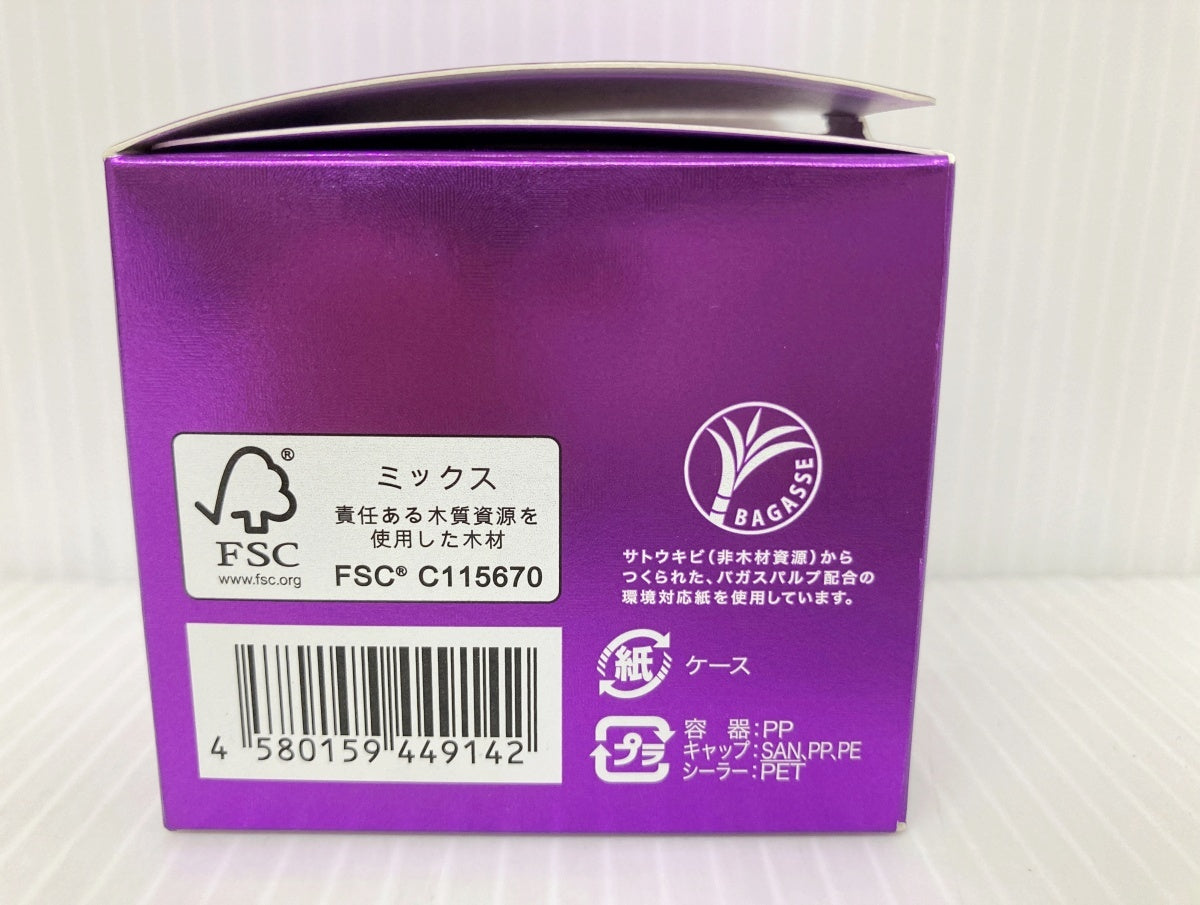 ®
FSC
www.fsc.org
ミックス
責任ある木質資源を
使用した木材
FSC® C115670
4 580159 449142
BAGASSE
サトウキビ(非木材資源)から
つくられた、バガスパルプ配合の
環境対応紙を使用しています。
紙 ケース
プラ
容 器:PP
キャップ:SAN、PP、PE
シーラー:PET